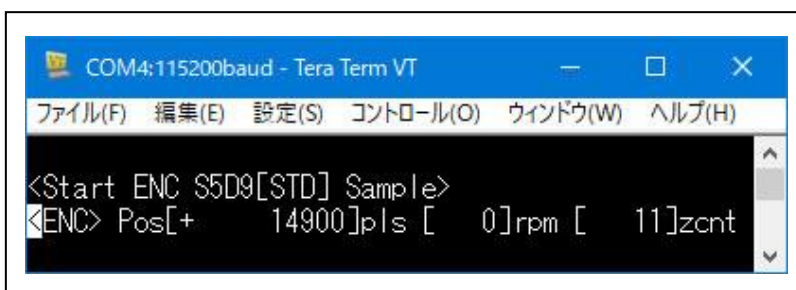 COM4:115200baud - Tera Term VT
ファイル(F) 編集(E) 設定(S) コントロール(O) ウィンドウ(W) ヘルプ(H)
<Start ENC S5D9[STD] Sample>
<ENC> Pos[+     14900]pls [    0]rpm [    11]zcnt